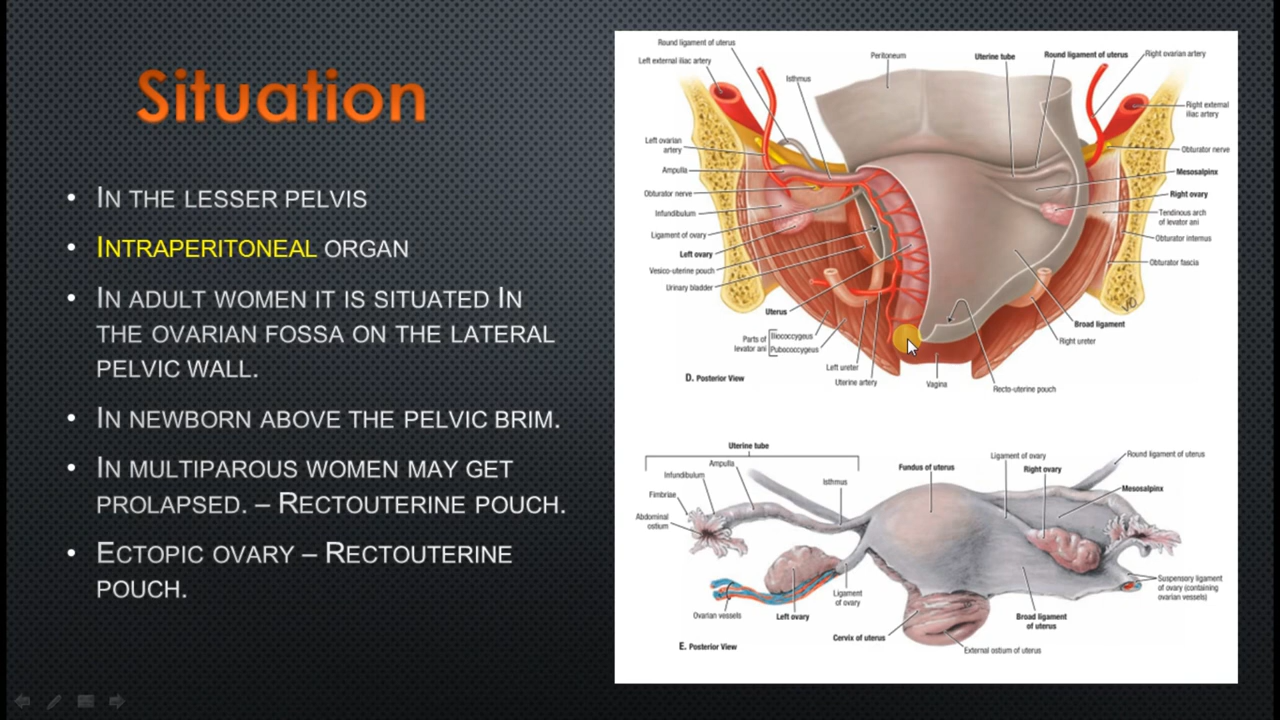 Situation
• IN THE LESSER PELVIS
• INTRAPERITONEAL ORGAN
• IN ADULT WOMEN IT IS SITUATED IN
THE OVARIAN FOSSA ON THE LATERAL
PELVIC WALL.
• IN NEWBORN ABOVE THE PELVIC BRIM.
• IN MULTIPAROUS WOMEN MAY GET
PROLAPSED. – RECTOUTERINE POUCH.
• ECTOPIC OVARY – RECTOUTERINE
POUCH.
Round ligament of uterus
Left external iliac artery
Isthmus
Peritoneum
Uterine tube
Round ligament of uterus
Right ovarian artery
Right external
iliac artery
Left ovarian
artery
Obturator nerve
Ampulla
Mesosalpinx
Obturator nerve
Right ovary
Infundibulum
Tendinous arch
of levator ani
Ligament of ovary
Obturator internus
Left ovary
Obturator fascia
Vesico-uterine pouch
Urinary bladder
Uterus
Broad ligament
Parts of
levator ani
Iliococcygeus
Pubococcygeus
Right ureter
Left ureter
Uterine artery
Vagina
Recto-uterine pouch
D. Posterior View
Uterine tube
Ampulla
Infundibulum
Fimbriae
Abdominal
ostium
Isthmus
Fundus of uterus
Ligament of ovary
Right ovary
Round ligament of uterus
Mesosalpinx
Suspensory ligament
of ovary (containing
ovarian vessels)
Ovarian vessels
Left ovary
Ligament
of ovary
Cervix of uterus
Broad ligament
of uterus
External ostium of uterus
E. Posterior View